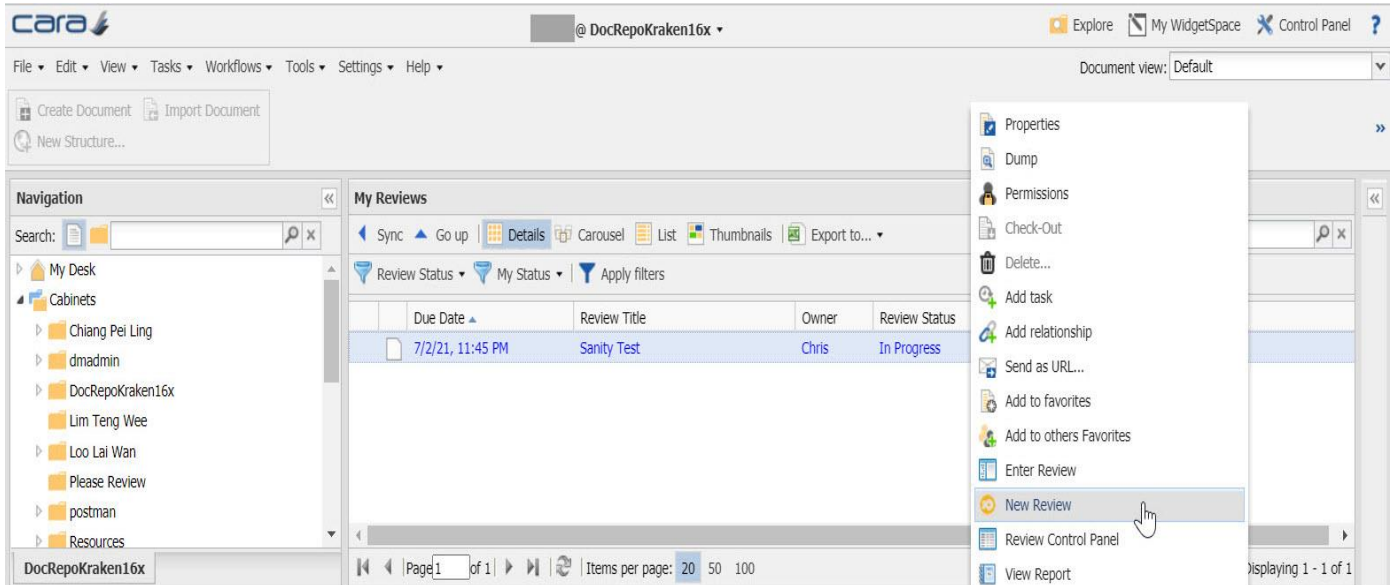 cara
@ DocRepoKraken16x
Explore My WidgetSpace Control Panel ?
File Edit View Tasks Workflows Tools Settings Help
Document view: Default
Create Document Import Document
New Structure...
Navigation
Search:
My Desk
Cabinets
Chiang Pei Ling
dmadmin
DocRepoKraken16x
Lim Teng Wee
Loo Lai Wan
Please Review
postman
Resources
DocRepoKraken16x
My Reviews
Sync Go up Details Carousel List Thumbnails Export to...
Review Status My Status Apply filters
Due Date Review Title Owner Review Status
7/2/21, 11:45 PM Sanity Test Chris In Progress
Page 1 of 1 Items per page: 20 50 100
Displaying 1 - 1 of 1
Properties
Dump
Permissions
Check-Out
Delete...
Add task
Add relationship
Send as URL...
Add to favorites
Add to others Favorites
Enter Review
New Review
Review Control Panel
View Report